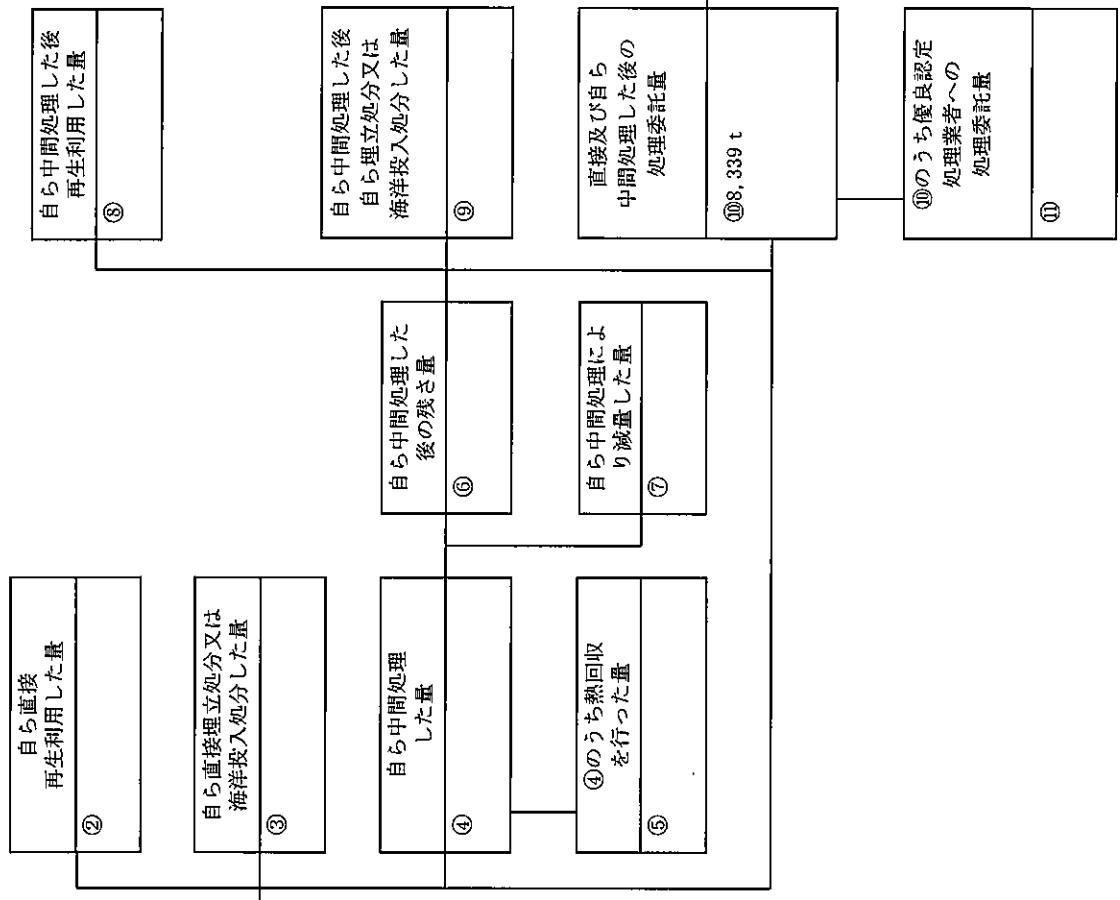 自ら直接
再生利用した量
②
自ら直接埋立処分又は
海洋投入処分した量
③
自ら中間処理
した量
④
④のうち熱回収
を行った量
⑤
自ら中間処理した
後の残さ量
⑥
自ら中間処理によ
り減量した量
⑦
自ら中間処理した後
再生利用した量
⑧
自ら中間処理した後
自ら埋立処分又は
海洋投入処分した量
⑨
直接及び自ら
中間処理した後の
処理委託量
⑩8,339 t
⑩のうち優良認定
処理業者への
処理委託量
⑪